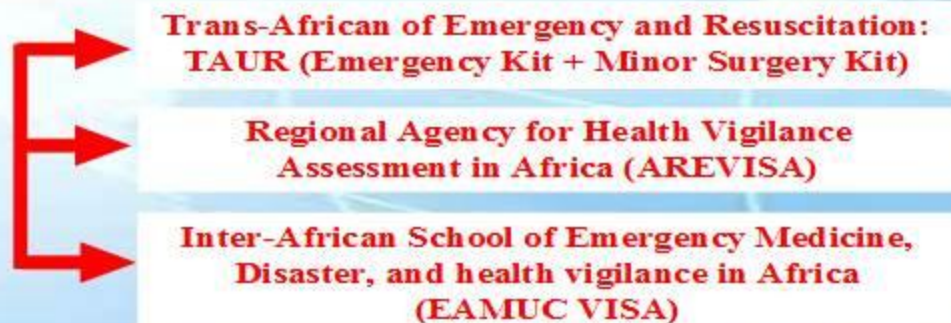 Trans-African of Emergency and Resuscitation:
TAUR (Emergency Kit + Minor Surgery Kit)
Regional Agency for Health Vigilance
Assessment in Africa (AREVISA)
Inter-African School of Emergency Medicine,
Disaster, and health vigilance in Africa
(EAMUC VISA)